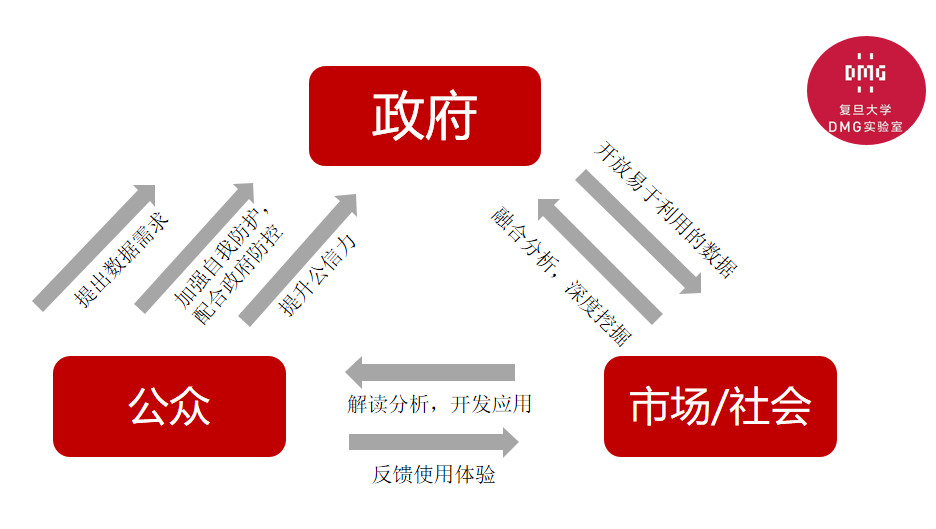 DMG
复旦大学
DMG实验室
政府
开放易于利用的数据
融合分析，深度挖掘
提出数据需求
加强自我防护，
配合政府防控
提升公信力
公众
解读分析，开发应用
反馈使用体验
市场/社会